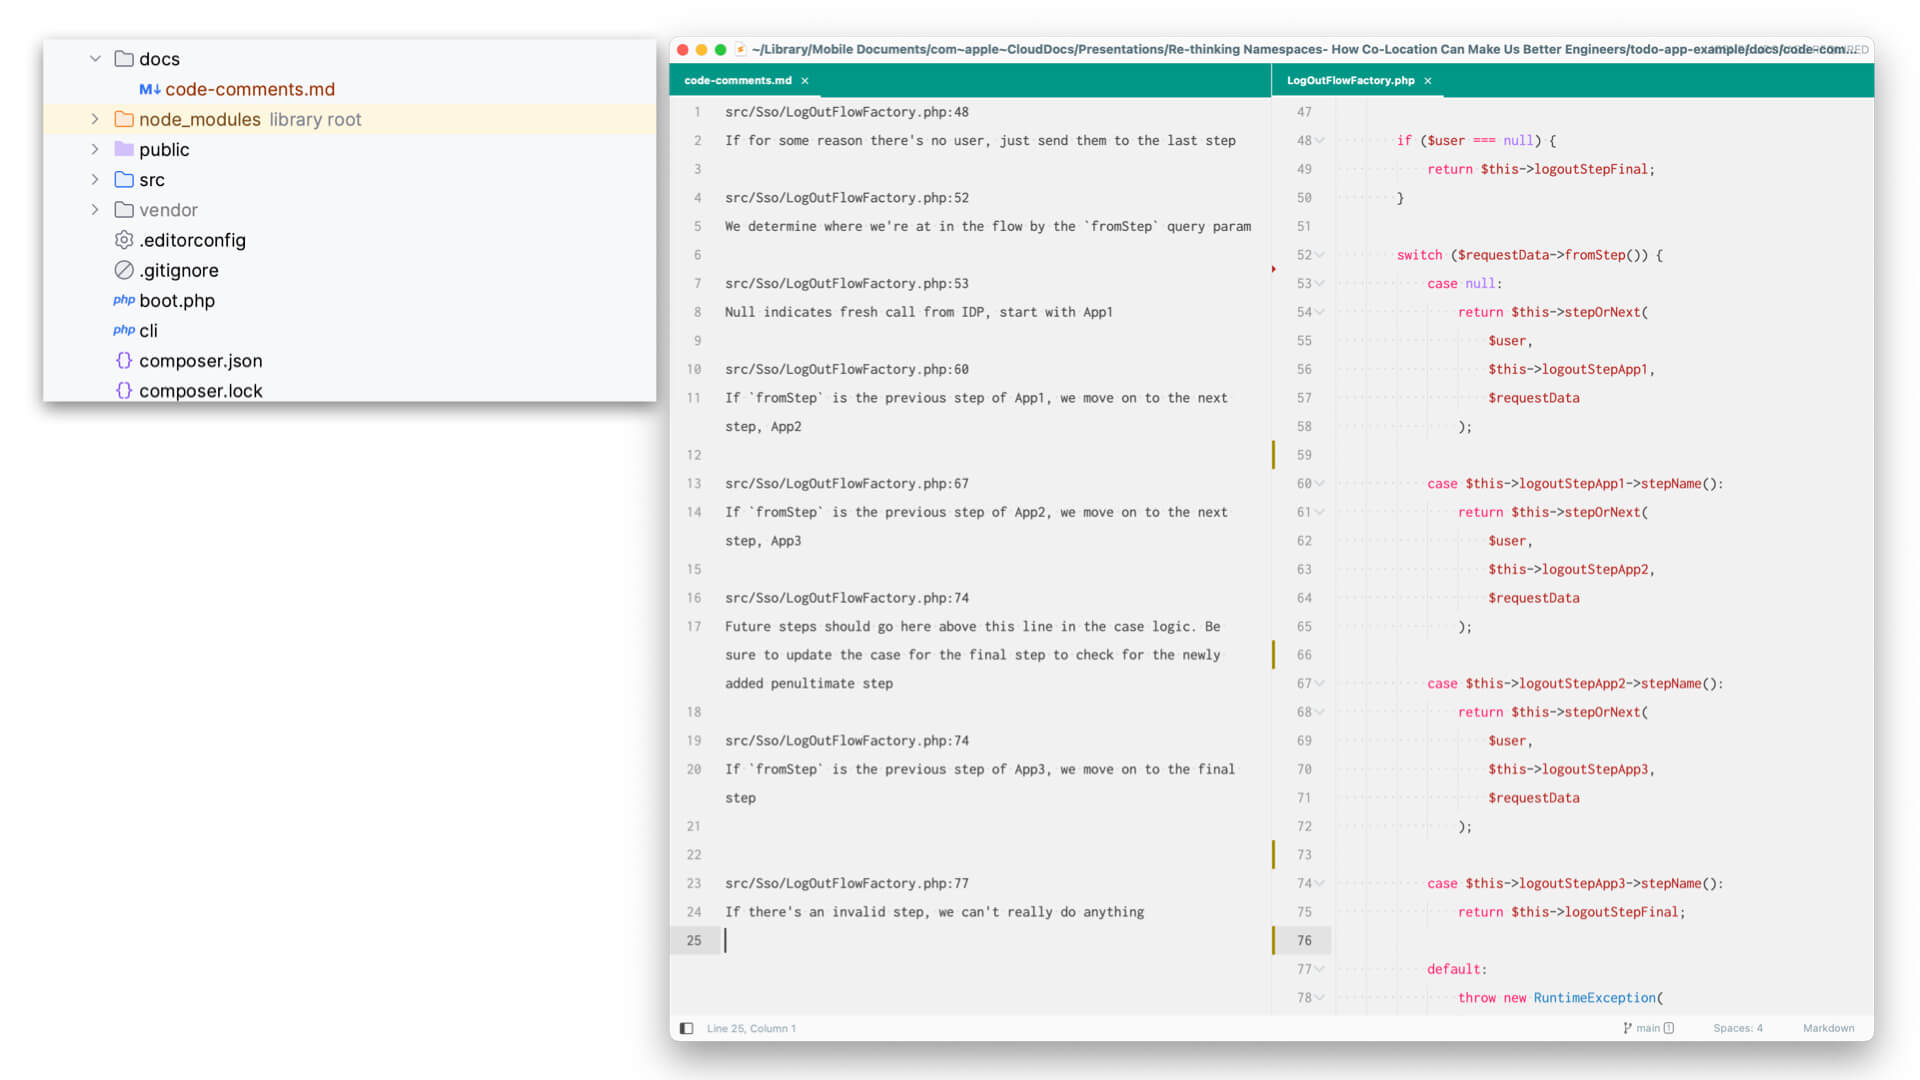 docs
M↓ code-comments.md
node_modules library root
public
src
vendor
.editorconfig
.gitignore
php boot.php
php cli
{} composer.json
{} composer.lock
~/Library/Mobile Documents/com~apple~CloudDocs/Presentations/Re-thinking Namespaces- How Co-Location Can Make Us Better Engineers/todo-app-example/docs/code-com...
code-comments.md ×
1 src/Sso/LogOutFlowFactory.php:48
2 If for some reason there's no user, just send them to the last step
3
4 src/Sso/LogOutFlowFactory.php:52
5 We determine where we're at in the flow by the `fromStep` query param
6
7 src/Sso/LogOutFlowFactory.php:53
8 Null indicates fresh call from IDP, start with App1
9
10 src/Sso/LogOutFlowFactory.php:60
11 If `fromStep` is the previous step of App1, we move on to the next
step, App2
12
13 src/Sso/LogOutFlowFactory.php:67
14 If `fromStep` is the previous step of App2, we move on to the next
step, App3
15
16 src/Sso/LogOutFlowFactory.php:74
17 Future steps should go here above this line in the case logic. Be
sure to update the case for the final step to check for the newly
added penultimate step
18
19 src/Sso/LogOutFlowFactory.php:74
20 If `fromStep` is the previous step of App3, we move on to the final
step
21
22
23 src/Sso/LogOutFlowFactory.php:77
24 If there's an invalid step, we can't really do anything
25
LogOutFlowFactory.php ×
47
48 if ($user === null) {
49 return $this->logoutStepFinal;
50 }
51
52 switch ($requestData->fromStep()) {
53 case null:
54 return $this->stepOrNext(
55 $user,
56 $this->logoutStepApp1,
57 $requestData
58 );
59
60 case $this->logoutStepApp1->stepName():
61 return $this->stepOrNext(
62 $user,
63 $this->logoutStepApp2,
64 $requestData
65 );
66
67 case $this->logoutStepApp2->stepName():
68 return $this->stepOrNext(
69 $user,
70 $this->logoutStepApp3,
71 $requestData
72 );
73
74 case $this->logoutStepApp3->stepName():
75 return $this->logoutStepFinal;
76
77 default:
78 throw new RuntimeException(
Line 25, Column 1
main 1
Spaces: 4
Markdown